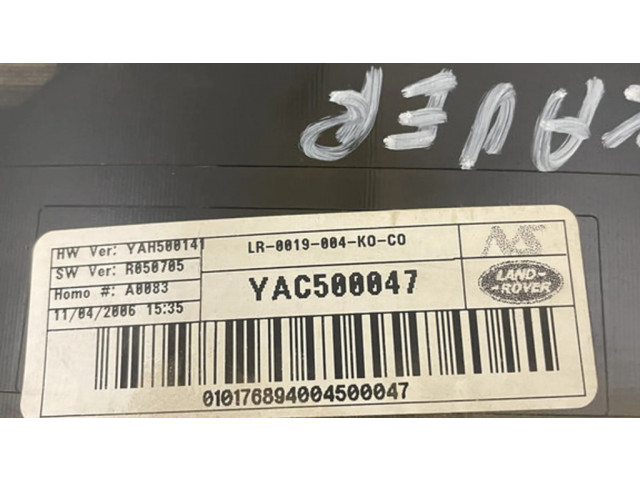 HW Ver: YAH500141
SW Ver: R050705
Homo #: A0083
11/04/2006 15:35
LR-0019-004-KO-CO
YAC500047
LAND-
-ROVER
010176894004500047